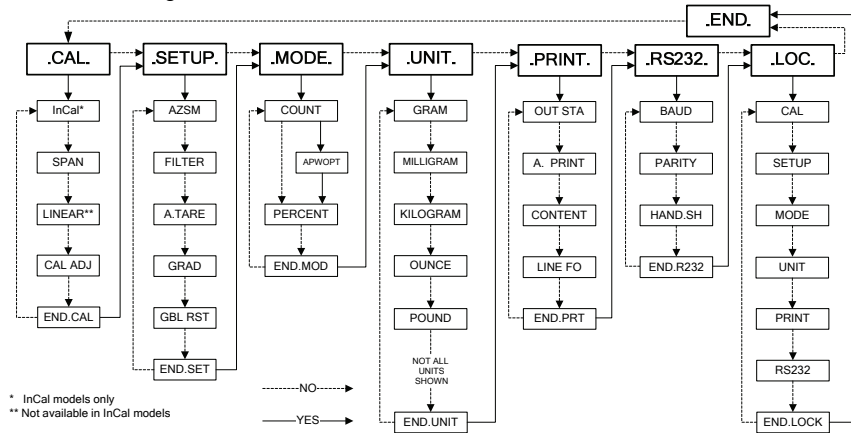 .END.
.CAL.
.SETUP.
.MODE.
.UNIT.
.PRINT.
.RS232.
.LOC.
InCal*
SPAN
LINEAR**
CAL ADJ
END.CAL
AZSM
FILTER
A.TARE
GRAD
GBL RST
END.SET
COUNT
APWOPT
PERCENT
END.MOD
GRAM
MILLIGRAM
KILOGRAM
OUNCE
POUND
NOT ALL
UNITS
SHOWN
END.UNIT
OUT STA
A. PRINT
CONTENT
LINE FO
END.PRT
BAUD
PARITY
HAND.SH
END.R232
CAL
SETUP
MODE
UNIT
PRINT
RS232
END.LOCK
NO
YES
* InCal models only
** Not available in InCal models